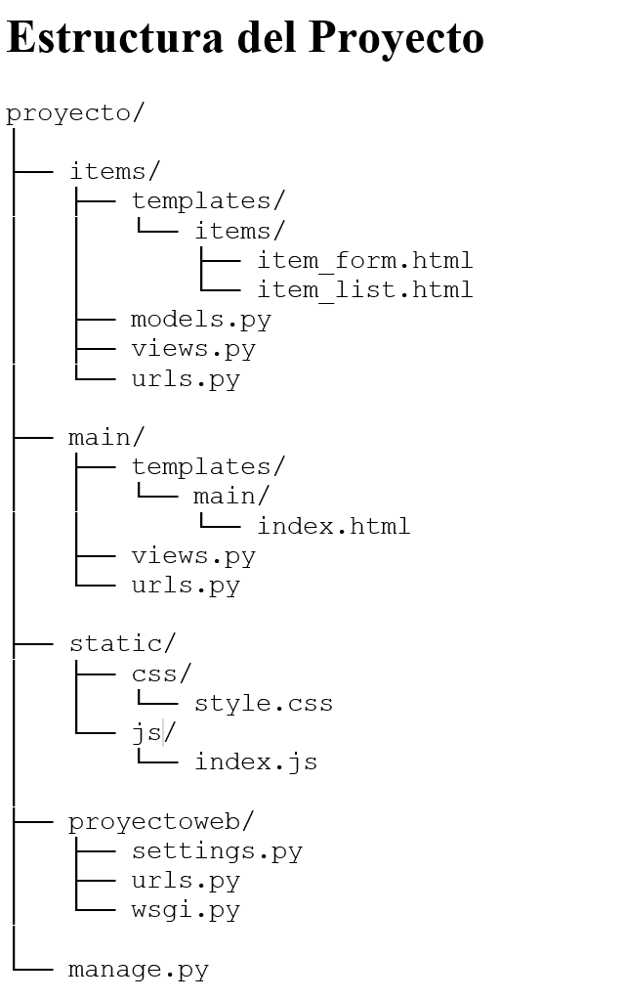 Estructura del Proyecto
proyecto/
│
├── items/
│   ├── templates/
│   │   └── items/
│   │       ├── item_form.html
│   │       └── item_list.html
│   ├── models.py
│   ├── views.py
│   └── urls.py
│
├── main/
│   ├── templates/
│   │   └── main/
│   │       └── index.html
│   ├── views.py
│   └── urls.py
│
├── static/
│   ├── css/
│   │   └── style.css
│   └── js/
│       └── index.js
│
├── proyectoweb/
│   ├── settings.py
│   ├── urls.py
│   └── wsgi.py
│
└── manage.py